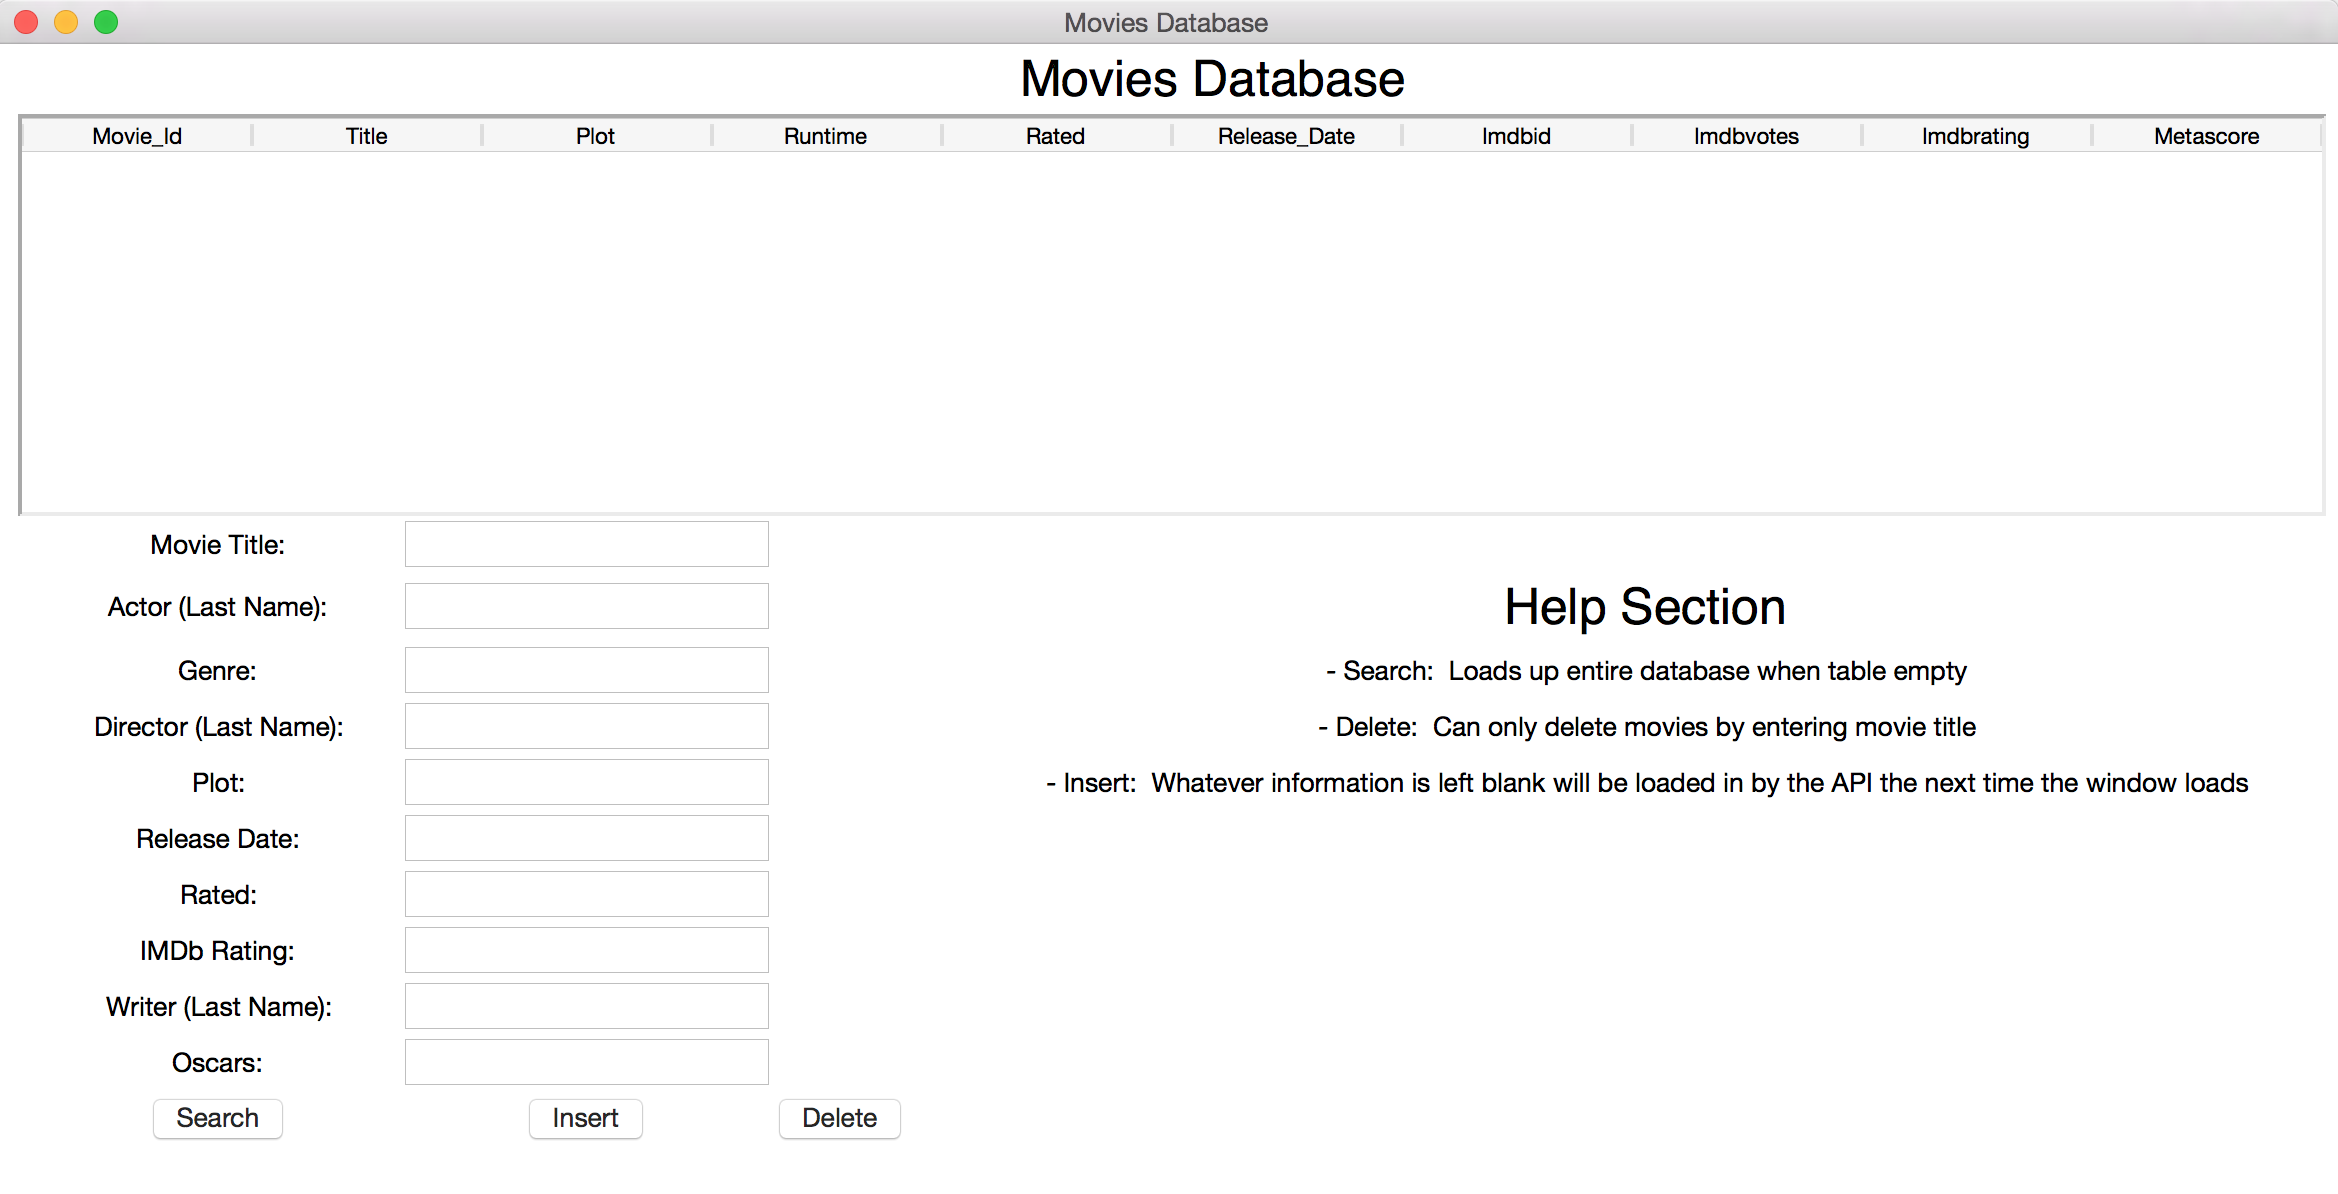 Movies Database
Movies Database
Movie_Id Title Plot Runtime Rated Release_Date Imdbid Imdbvotes Imdbrating Metascore
Movie Title:
Actor (Last Name):
Genre:
Director (Last Name):
Plot:
Release Date:
Rated:
IMDb Rating:
Writer (Last Name):
Oscars:
Search Insert Delete
Help Section
- Search:  Loads up entire database when table empty
- Delete:  Can only delete movies by entering movie title
- Insert:  Whatever information is left blank will be loaded in by the API the next time the window loads